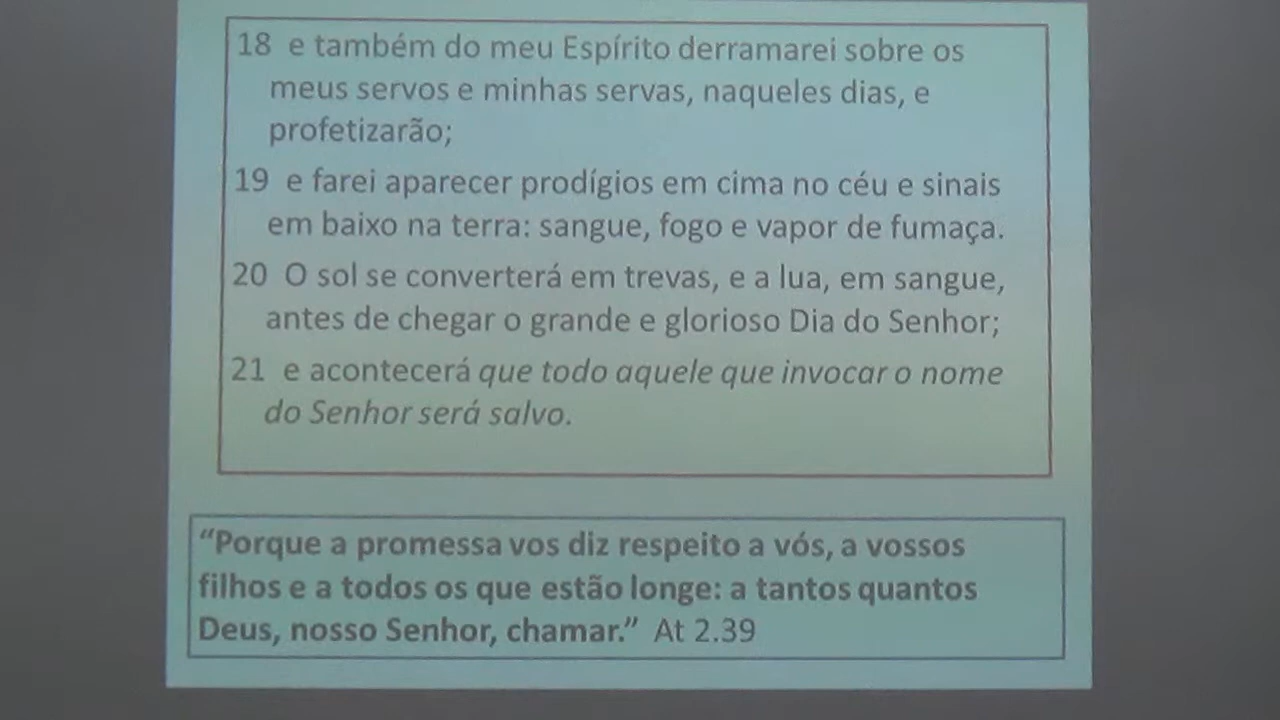 18 e também do meu Espírito derramarei sobre os
meus servos e minhas servas, naqueles dias, e
profetizarão;
19 e farei aparecer prodígios em cima no céu e sinais
em baixo na terra: sangue, fogo e vapor de fumaça.
20 O sol se converterá em trevas, e a lua, em sangue,
antes de chegar o grande e glorioso Dia do Senhor;
21 e acontecerá que todo aquele que invocar o nome
do Senhor será salvo.
“Porque a promessa vos diz respeito a vós, a vossos
filhos e a todos os que estão longe: a tantos quantos
Deus, nosso Senhor, chamar.” At 2.39